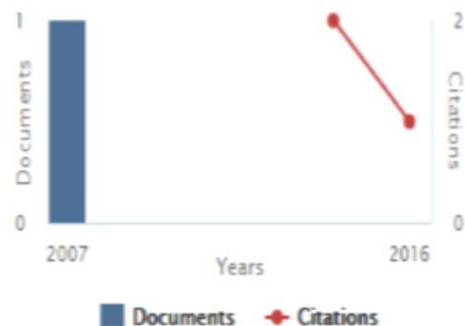 1
2
Documents
Citations
0
0
2007
2016
Years
Documents
Citations